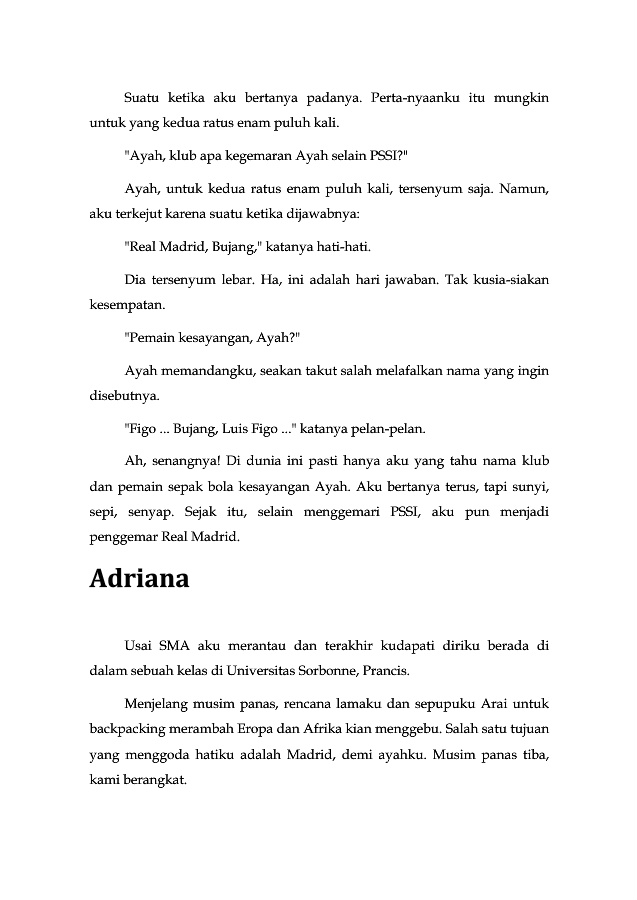 Suatu ketika aku bertanya padanya. Perta-nyaanku itu mungkin
untuk yang kedua ratus enam puluh kali.
"Ayah, klub apa kegemaran Ayah selain PSSI?"
Ayah, untuk kedua ratus enam puluh kali, tersenyum saja. Namun,
aku terkejut karena suatu ketika dijawabnya:
"Real Madrid, Bujang," katanya hati-hati.
Dia tersenyum lebar. Ha, ini adalah hari jawaban. Tak kusia-siakan
kesempatan.
"Pemain kesayangan, Ayah?"
Ayah memandangku, seakan takut salah melafalkan nama yang ingin
disebutnya.
"Figo ... Bujang, Luis Figo ..." katanya pelan-pelan.
Ah, senangnya! Di dunia ini pasti hanya aku yang tahu nama klub
dan pemain sepak bola kesayangan Ayah. Aku bertanya terus, tapi sunyi,
sepi, senyap. Sejak itu, selain menggemari PSSI, aku pun menjadi
penggemar Real Madrid.
Adriana
Usai SMA aku merantau dan terakhir kudapati diriku berada di
dalam sebuah kelas di Universitas Sorbonne, Prancis.
Menjelang musim panas, rencana lamaku dan sepupuku Arai untuk
backpacking merambah Eropa dan Afrika kian menggebu. Salah satu tujuan
yang menggoda hatiku adalah Madrid, demi ayahku. Musim panas tiba,
kami berangkat.